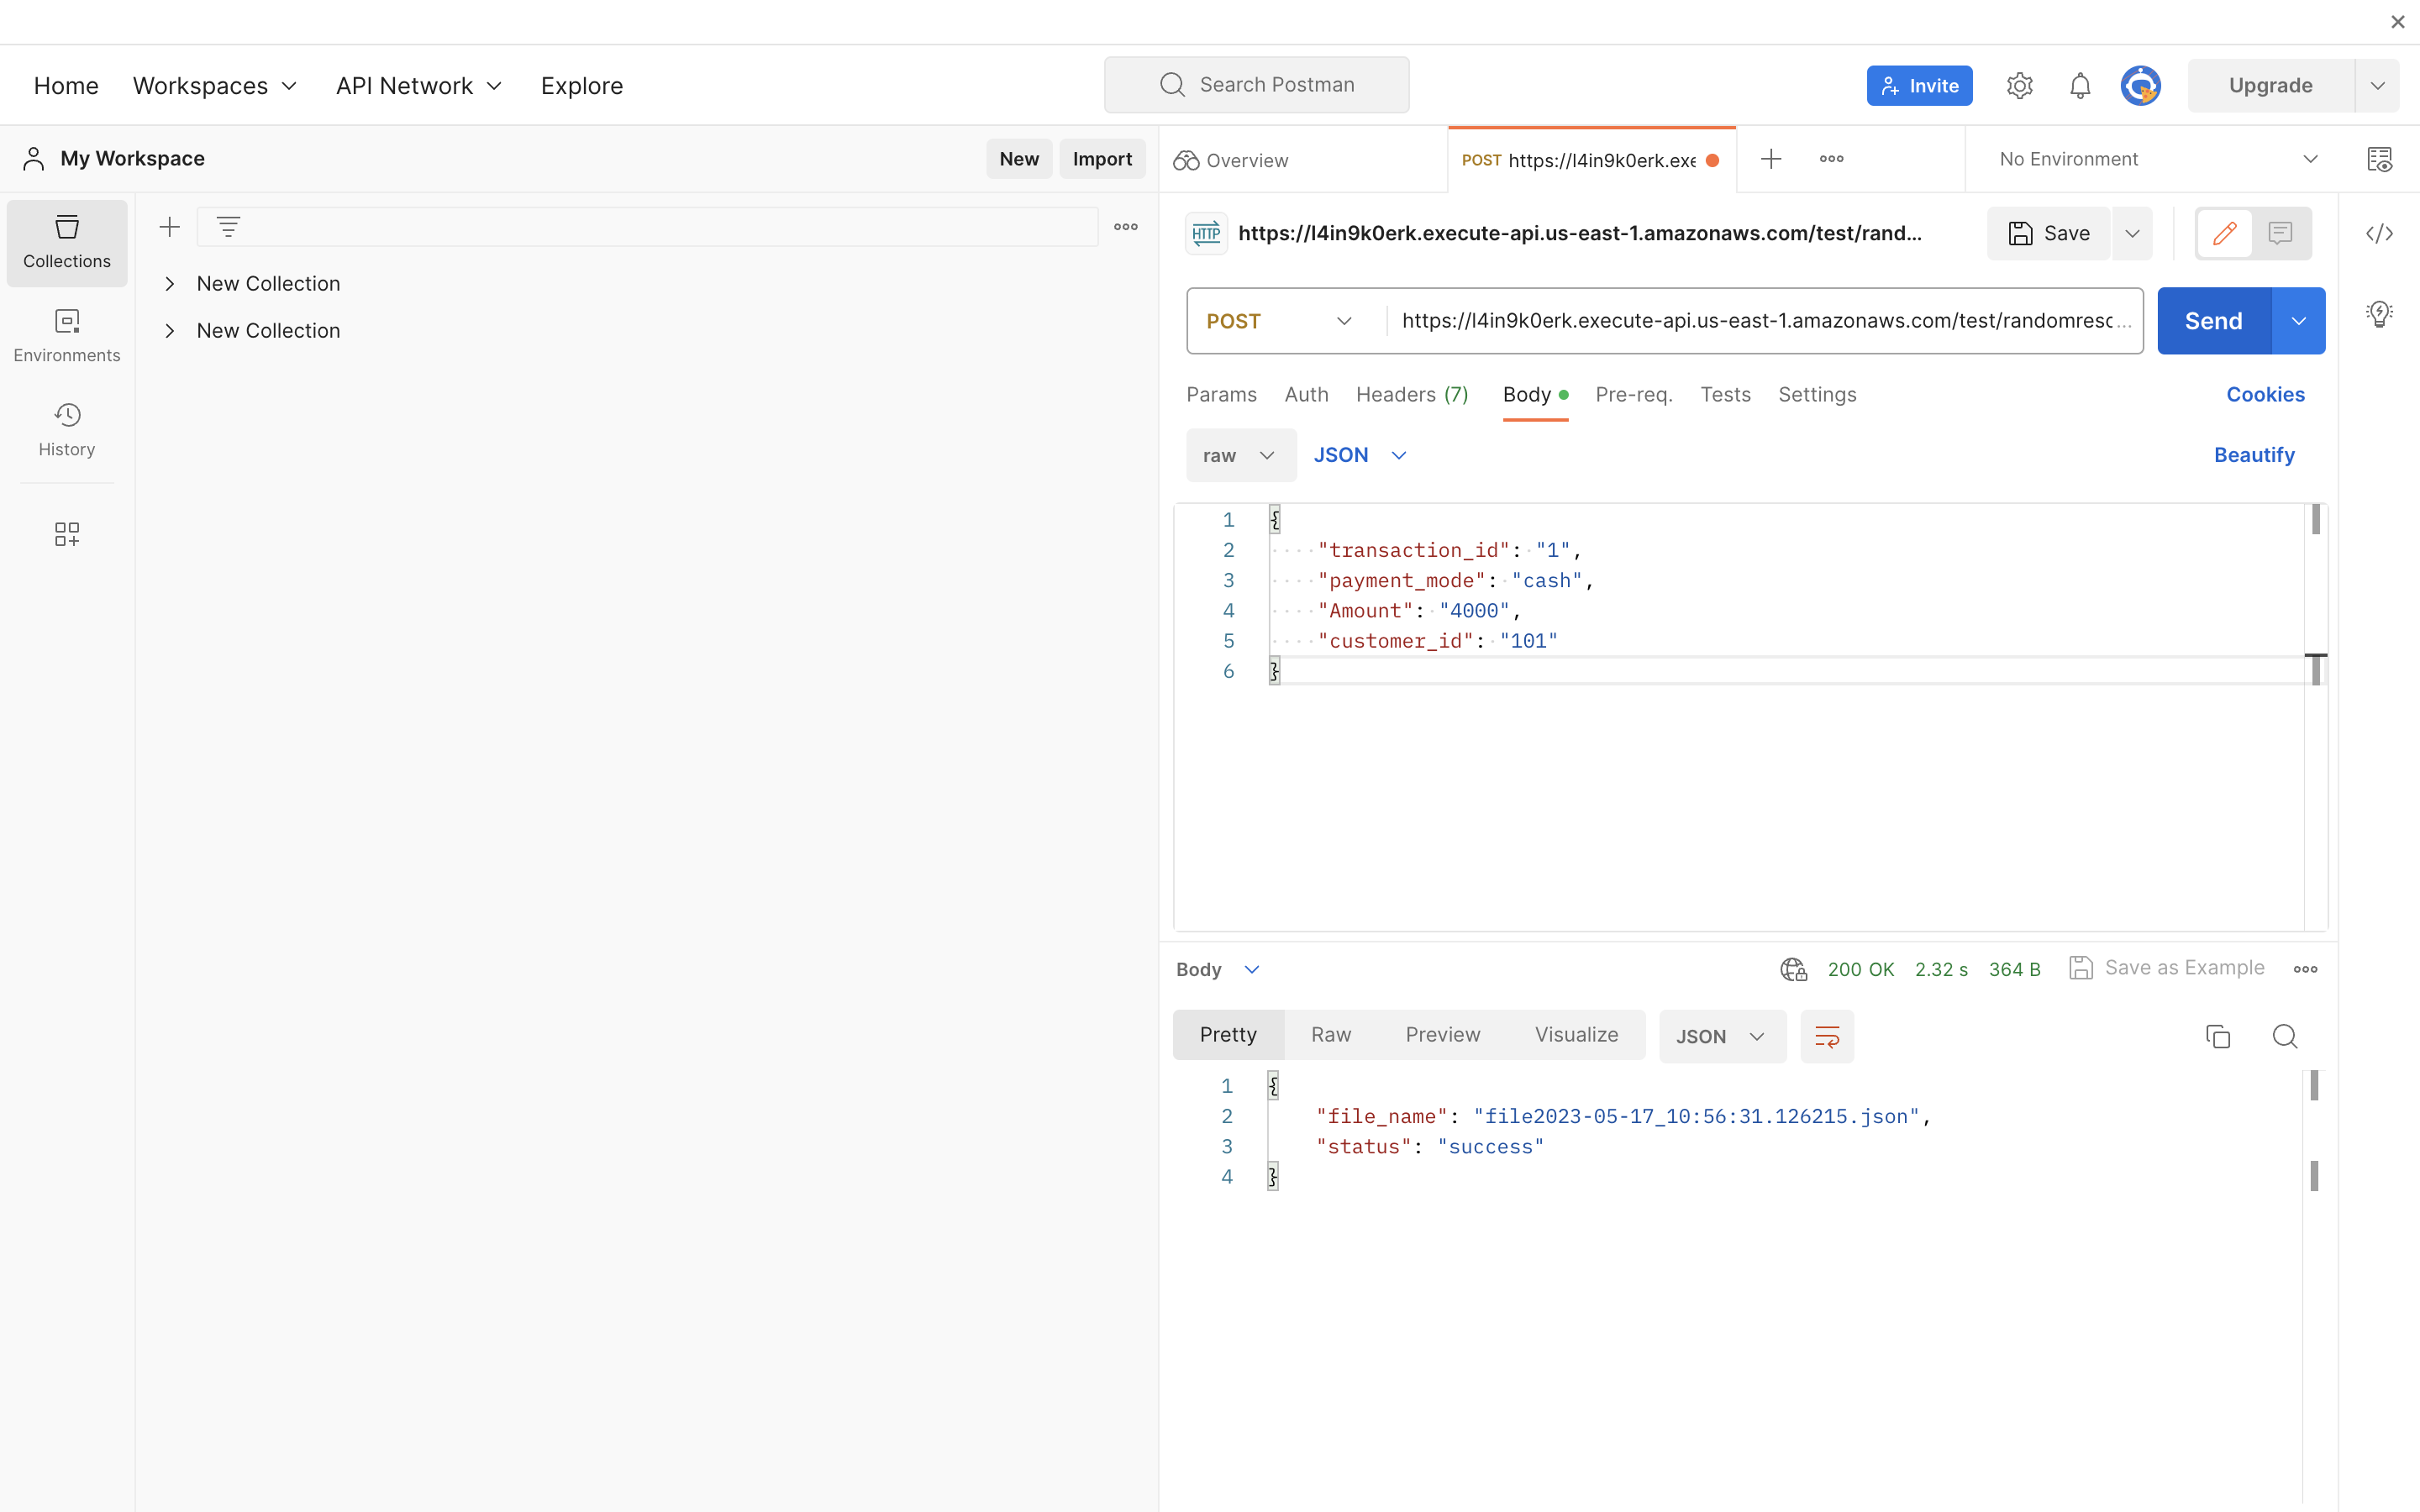 Home Workspaces API Network Explore Search Postman Invite Upgrade
My Workspace New Import Overview POST https://l4in9k0erk.exe No Environment
Collections
Environments
History
New Collection
New Collection
HTTP https://l4in9k0erk.execute-api.us-east-1.amazonaws.com/test/rand... Save
POST https://l4in9k0erk.execute-api.us-east-1.amazonaws.com/test/randomresc... Send
Params Auth Headers (7) Body Pre-req. Tests Settings Cookies
raw JSON Beautify
1 {
2 "transaction_id": "1",
3 "payment_mode": "cash",
4 "Amount": "4000",
5 "customer_id": "101"
6 }
Body 200 OK 2.32 s 364 B Save as Example
Pretty Raw Preview Visualize JSON
1 {
2 "file_name": "file2023-05-17_10:56:31.126215.json",
3 "status": "success"
4 }